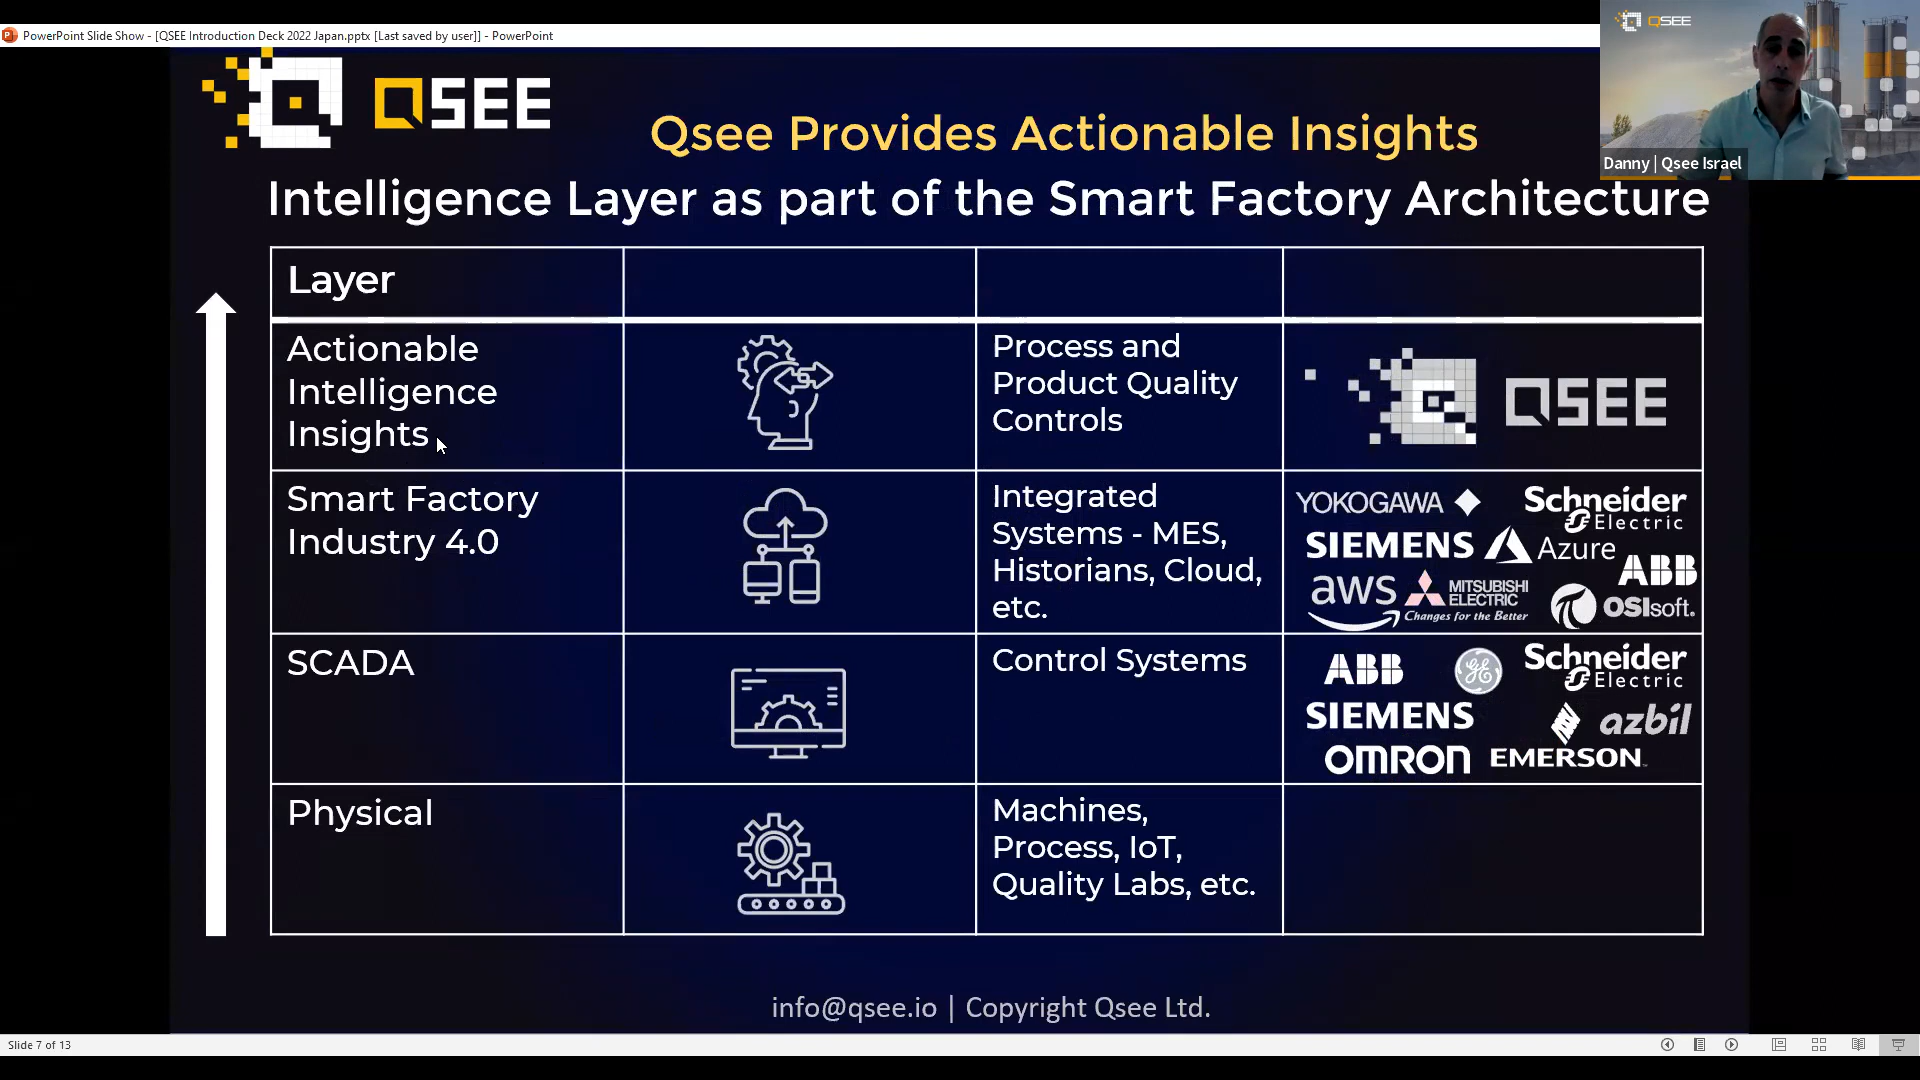 PowerPoint Slide Show - [QSEE Introduction Deck 2022 Japan.pptx [Last saved by user]] - PowerPoint
QSEE
QSEE
Danny | Qsee Israel
Qsee Provides Actionable Insights
Intelligence Layer as part of the Smart Factory Architecture
Layer
Actionable
Intelligence
Insights
Process and
Product Quality
Controls
QSEE
Smart Factory
Industry 4.0
Integrated
Systems - MES,
Historians, Cloud,
etc.
YOKOGAWA
Schneider
Electric
SIEMENS
Azure
ABB
aws
MITSUBISHI
ELECTRIC
Changes for the Better
OSIsoft.
SCADA
Control Systems
ABB
GE
Schneider
Electric
SIEMENS
azbil
OMRON
EMERSON
Physical
Machines,
Process, IoT,
Quality Labs, etc.
info@qsee.io | Copyright Qsee Ltd.
Slide 7 of 13